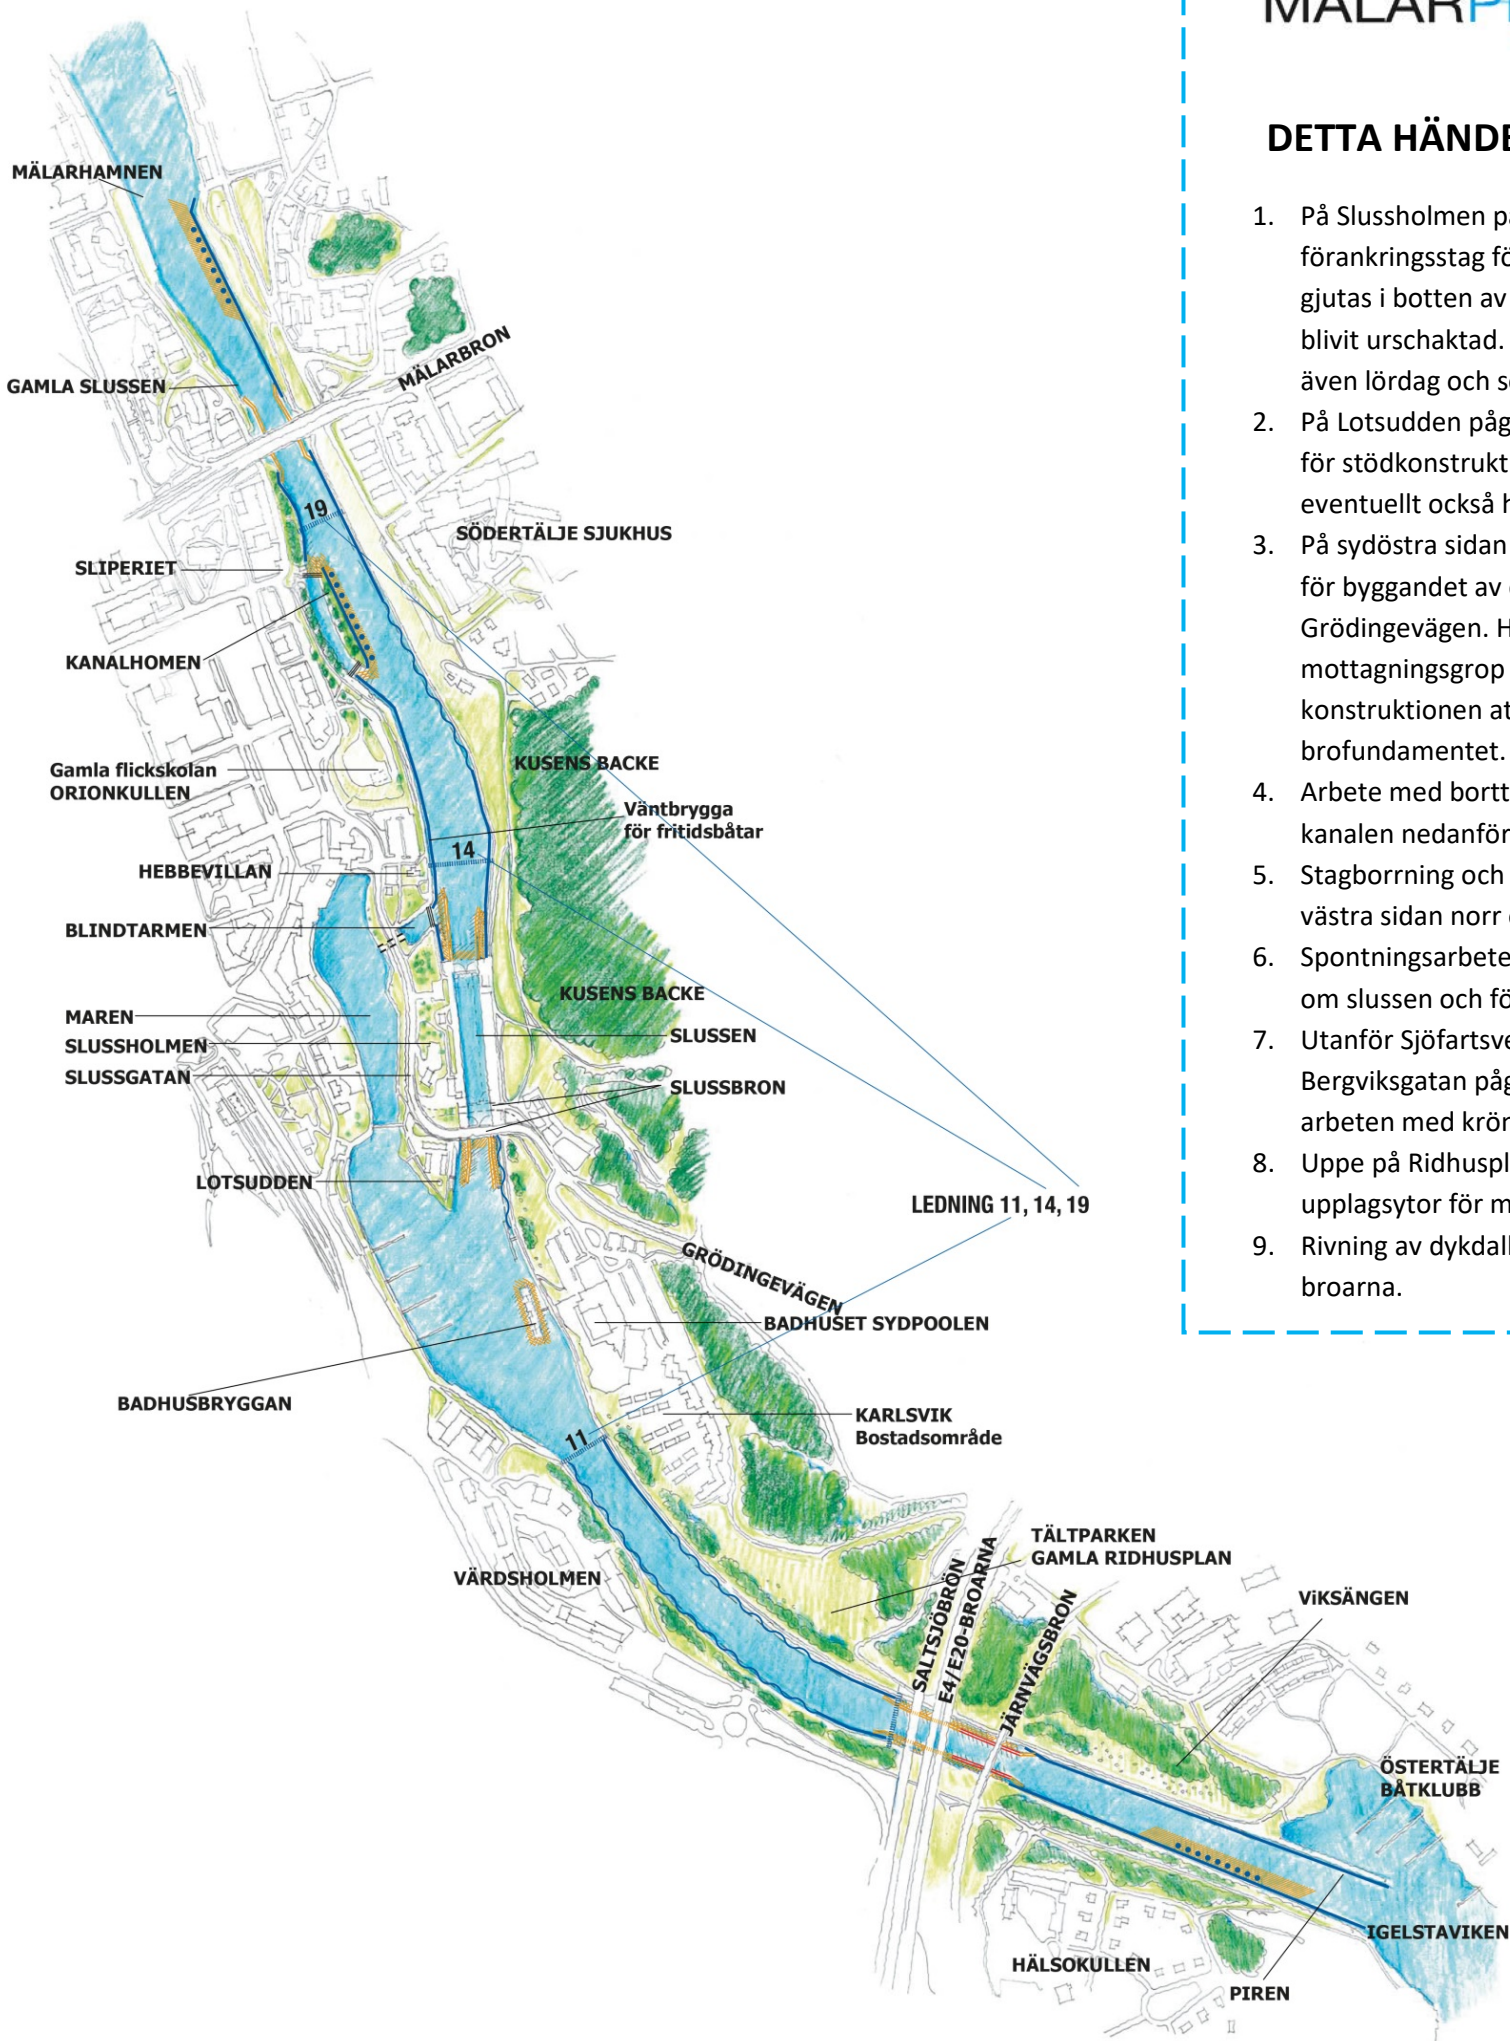 MÄLARP
DETTA HÄNDE
1. På Slussholmen på
förankringsstag fö
gjutas i botten av
blivit urschaktad.
även lördag och s
2. På Lotsudden påg
för stödkonstrukt
eventuellt också h
3. På sydöstra sidan
för byggandet av
Grödingevägen. H
mottagningsgrop
konstruktionen at
brofundamentet.
4. Arbete med bortt
kanalen nedanför
5. Stagborrning och
västra sidan norr
6. Spontningsarbete
om slussen och fö
7. Utanför Sjöfartsve
Bergviksgatan påg
arbeten med krön
8. Uppe på Ridhuspl
upplagsytor för m
9. Rivning av dykdall
broarna.
MÄLARHAMNEN
GAMLA SLUSSEN
MÄLARBRON
19
SÖDERTÄLJE SJUKHUS
SLIPERIET
KANALHOMEN
KUSENS BACKE
Gamla flickskolan
ORIONKULLEN
Väntbrygga
för fritidsbåtar
14
HEBBEVILLAN
BLINDTARMEN
KUSENS BACKE
MAREN
SLUSSEN
SLUSSHOLMEN
SLUSSGATAN
SLUSSBRON
LOTSUDDEN
LEDNING 11, 14, 19
GRÖDINGEVÄGEN
BADHUSET SYDPOOLEN
BADHUSBRYGGAN
KARLSVIK
Bostadsområde
11
TÄLTPARKEN
GAMLA RIDHUSPLAN
VÄRDSHOLMEN
SALTSJÖBRÖN
E4/E20-BROARNA
JÄRNVÄGSBRON
ViKSÄNGEN
ÖSTERTÄLJE
BÅTKLUBB
IGELSTAVIKEN
HÄLSOKULLEN
PIREN